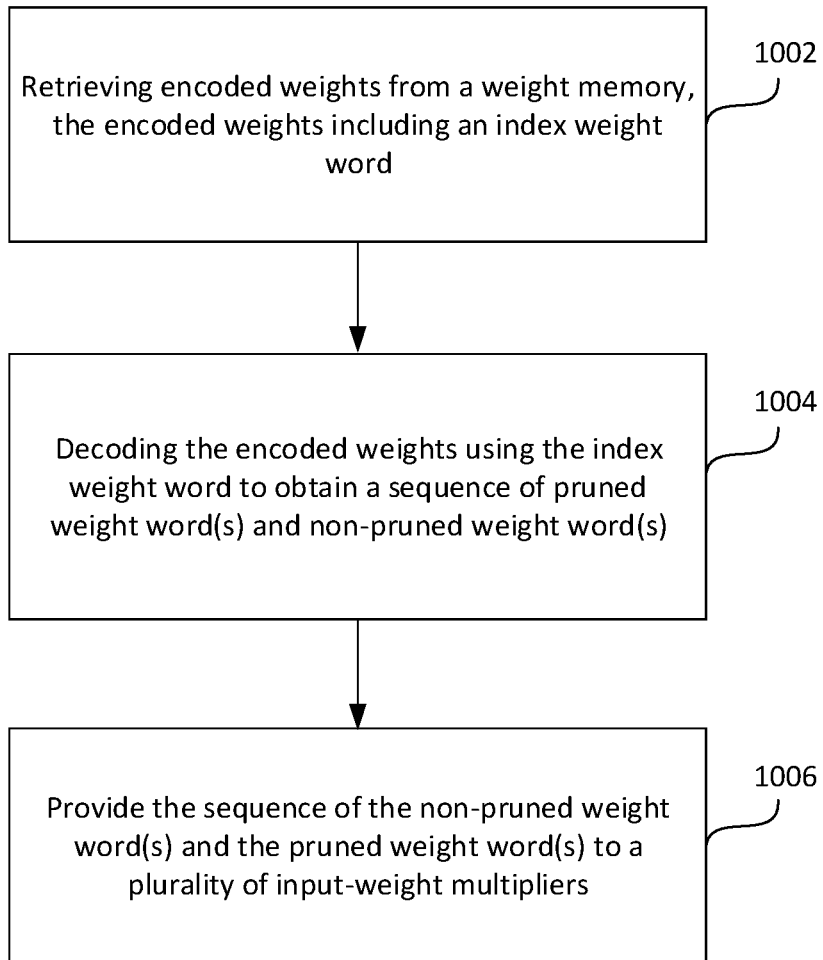 Retrieving encoded weights from a weight memory,
the encoded weights including an index weight
word
1002
Decoding the encoded weights using the index
weight word to obtain a sequence of pruned
weight word(s) and non-pruned weight word(s)
1004
Provide the sequence of the non-pruned weight
word(s) and the pruned weight word(s) to a
plurality of input-weight multipliers
1006